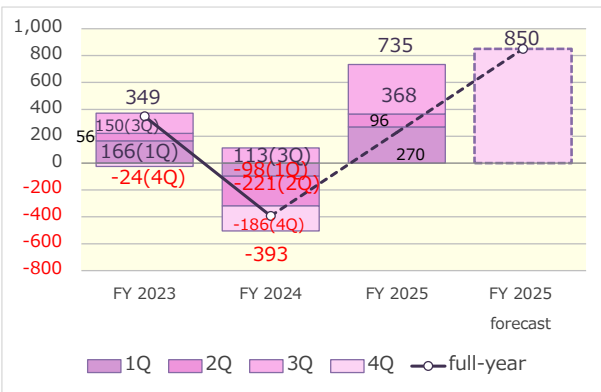 1,000
800
600
400
200
0
-200
-400
-600
-800
349
150(3Q)
56
166(1Q)
-24(4Q)
113(3Q)
-98(1Q)
-221(2Q)
-186(4Q)
-393
735
368
96
270
850
FY 2023
FY 2024
FY 2025
FY 2025
forecast
1Q
2Q
3Q
4Q
full-year